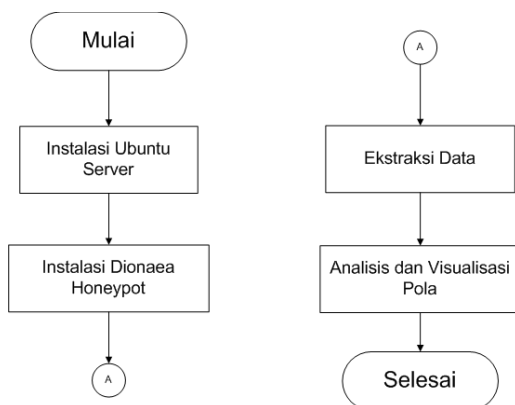 Mulai
Instalasi Ubuntu
Server
Instalasi Dionaea
Honeypot
A
A
Ekstraksi Data
Analisis dan Visualisasi
Pola
Selesai